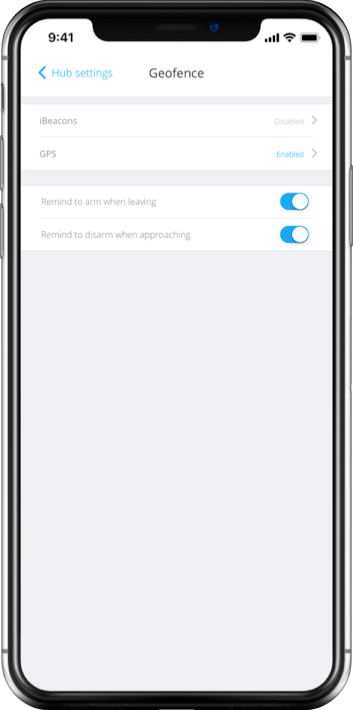 9:41
Hub settings Geofence
iBeacons Disabled
GPS Enabled
Remind to arm when leaving
Remind to disarm when approaching